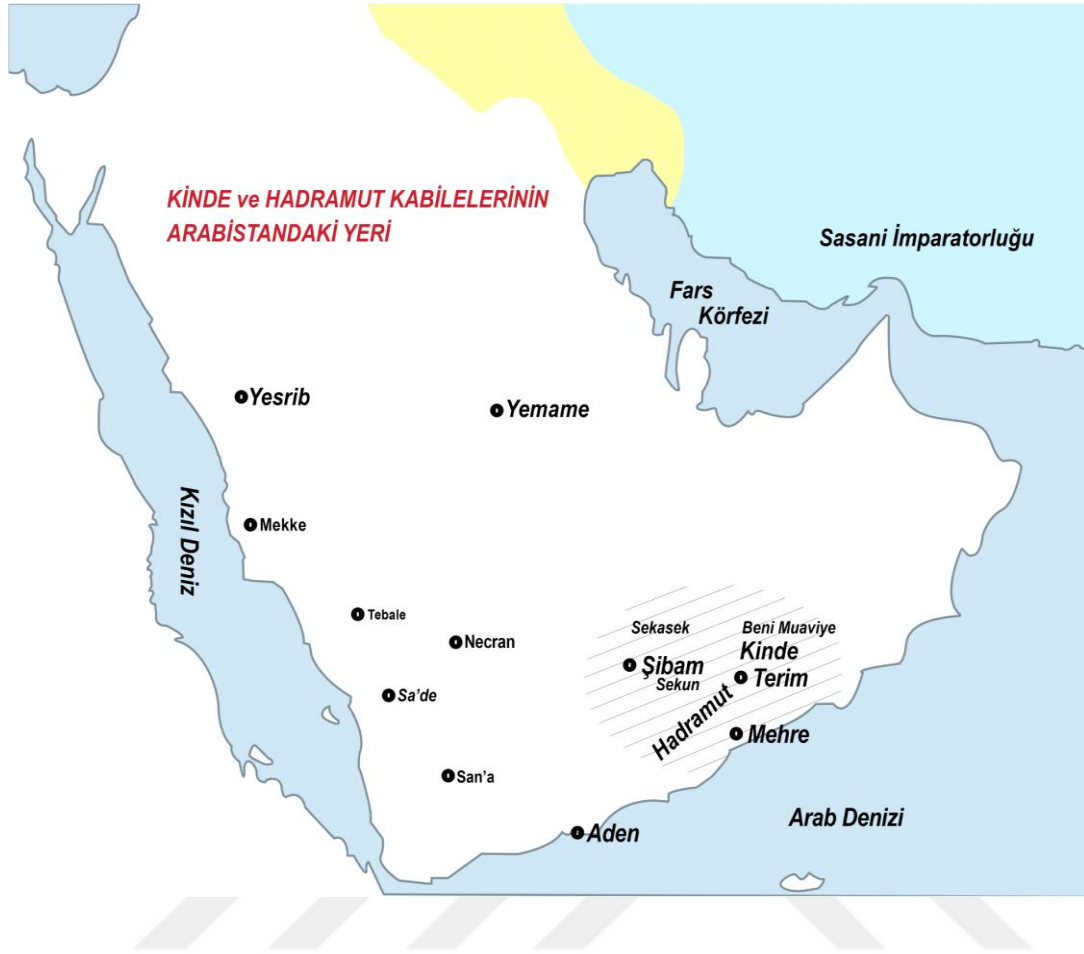 KİNDE ve HADRAMUT KABİLELERİNİN
ARABİSTANDAKİ YERİ
Sasani İmparatorluğu
Fars
Körfezi
Yesrib
Yemame
Kızıl Deniz
Mekke
Tebale
Necran
Sekasek
Beni Muaviye
Kinde
Şibam
Terim
Sekun
Sa'de
Hadramut
Mehre
San'a
Arab Denizi
Aden